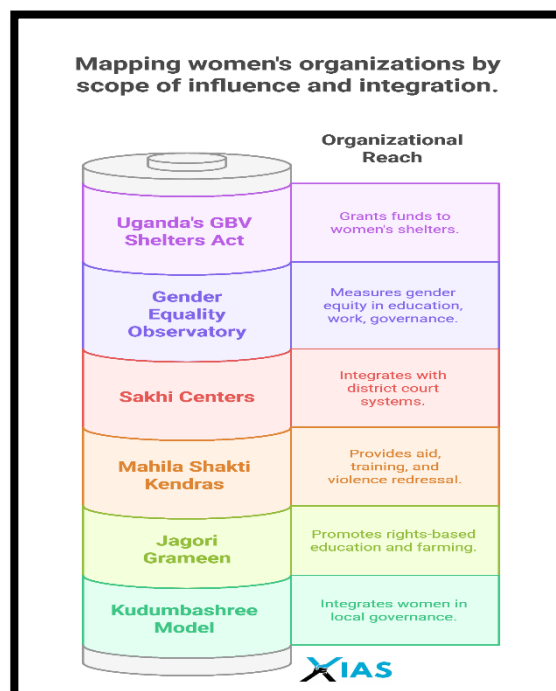 Mapping women's organizations by
scope of influence and integration.
Organizational
Reach
Uganda's GBV
Shelters Act
Grants funds to
women's shelters.
Gender
Equality
Observatory
Measures gender
equity in education,
work, governance.
Sakhi Centers
Integrates with
district court
systems.
Mahila Shakti
Kendras
Provides aid,
training, and
violence redressal.
Jagori
Grameen
Promotes rights-based
education and farming.
Kudumbashree
Model
Integrates women in
local governance.
XIAS